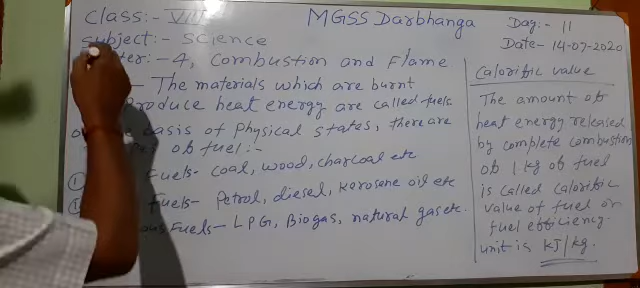 Class:- VIII
MGSS Darbhanga
Day:- 11
Subject:- Science
Date- 14-07-2020
:- 4, Combustion and Flame
- The materials which are burnt
produce heat energy are called fuels
basis of Physical states, there are
of fuel:-
Fuels- Coal, wood, charcoal etc
Fuels- Petrol, diesel, Kerosane oil etc
Fuels- LPG, Biogas, natural gas etc.
Calorific value
The amount of
heat energy released
by complete combustion
of 1 kg of fuel
is called calorific
value of fuel or
fuel efficiency.
unit is KJ/kg.